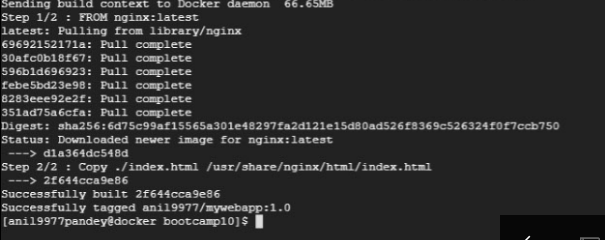 Sending build context to Docker daemon  66.65MB
Step 1/2 : FROM nginx:latest
latest: Pulling from library/nginx
69692152171a: Pull complete
30afc0b18f67: Pull complete
596b1d696923: Pull complete
febe5bd23e98: Pull complete
8283eee92e2f: Pull complete
351ad75a6cfa: Pull complete
Digest: sha256:6d75c99af15565a301e48297fa2d121e15d80ad526f8369c526324f0f7ccb750
Status: Downloaded newer image for nginx:latest
 ---> d1a364dc548d
Step 2/2 : Copy ./index.html /usr/share/nginx/html/index.html
 ---> 2f644cca9e86
Successfully built 2f644cca9e86
Successfully tagged anil9977/mywebapp:1.0
[anil9977pandey@docker bootcamp10]$